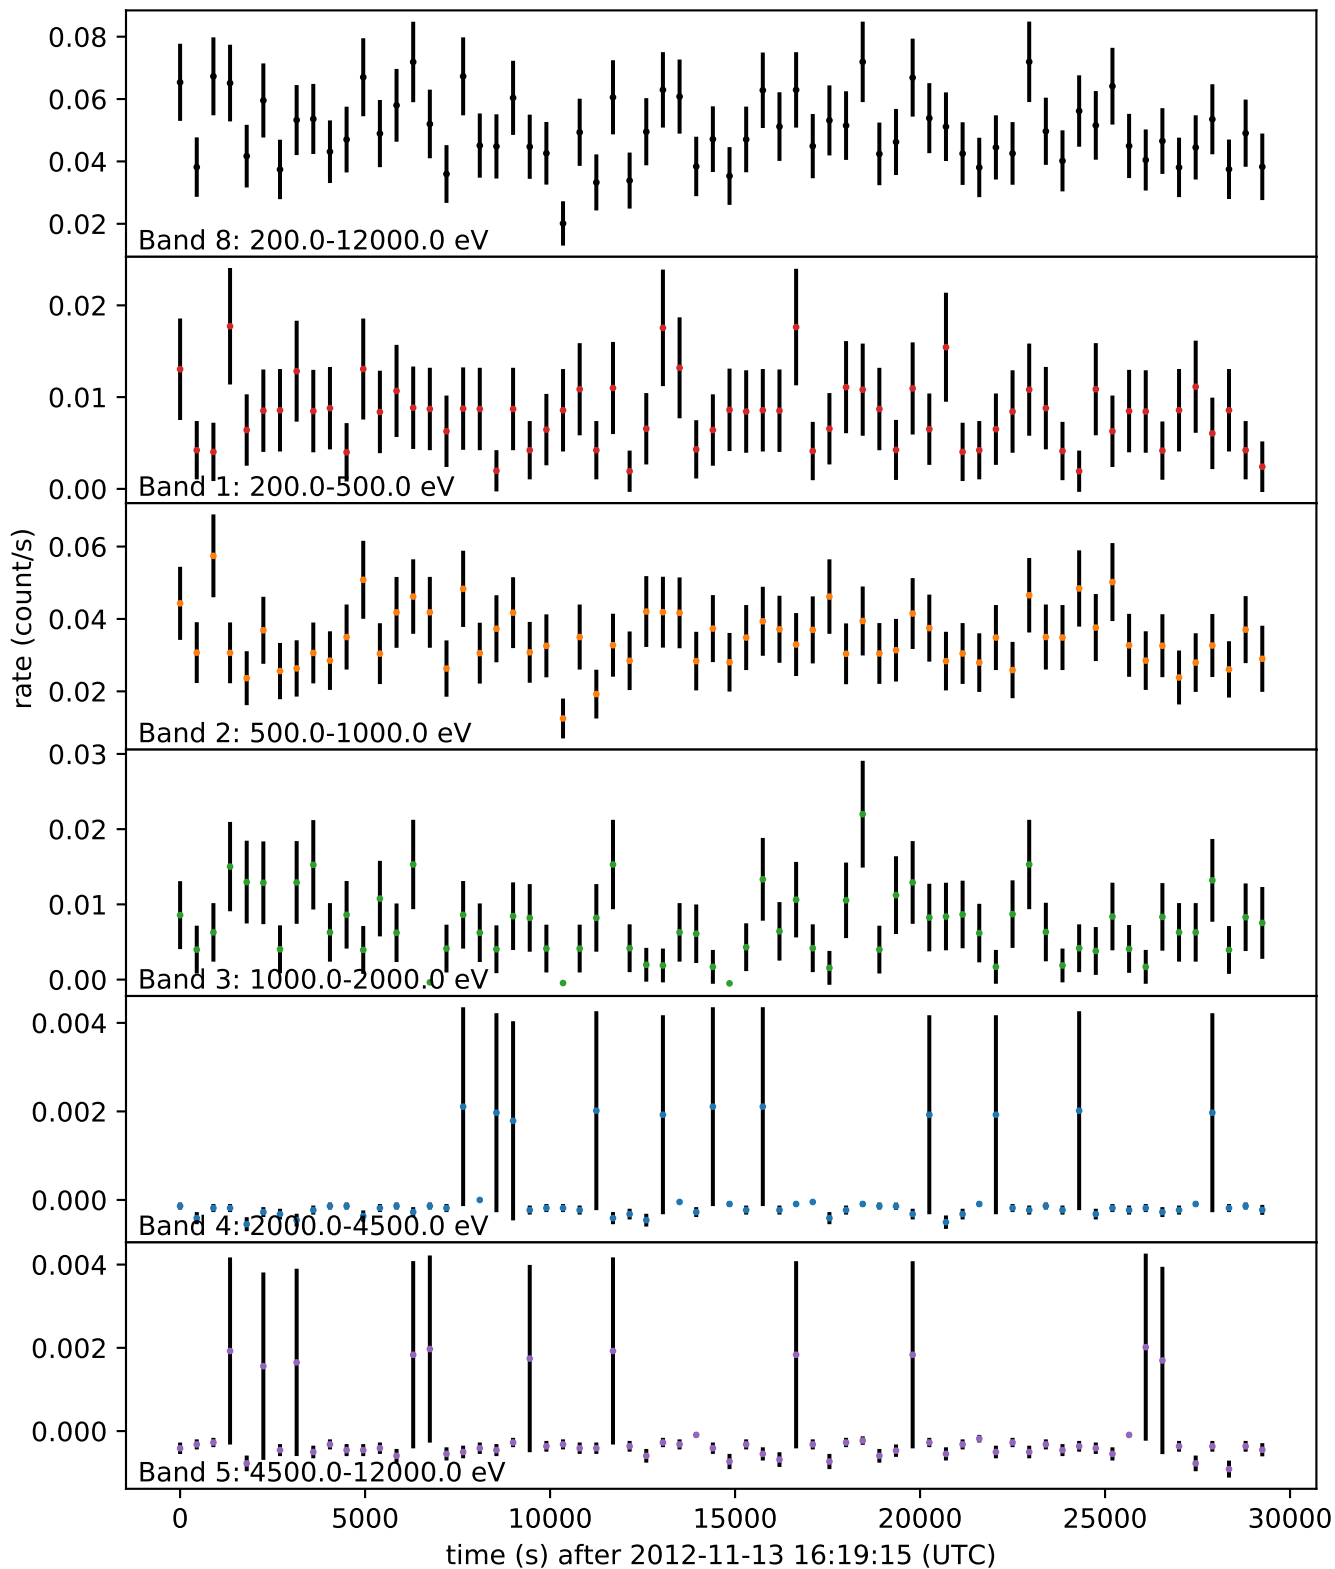 0.08
0.06
0.04
0.02
Band 8: 200.0-12000.0 eV
0.02
0.01
0.00
Band 1: 200.0-500.0 eV
rate (count/s)
0.06
0.04
0.02
Band 2: 500.0-1000.0 eV
0.03
0.02
0.01
0.00
Band 3: 1000.0-2000.0 eV
0.004
0.002
0.000
Band 4: 2000.0-4500.0 eV
0.004
0.002
0.000
Band 5: 4500.0-12000.0 eV
0 5000 10000 15000 20000 25000 30000
time (s) after 2012-11-13 16:19:15 (UTC)